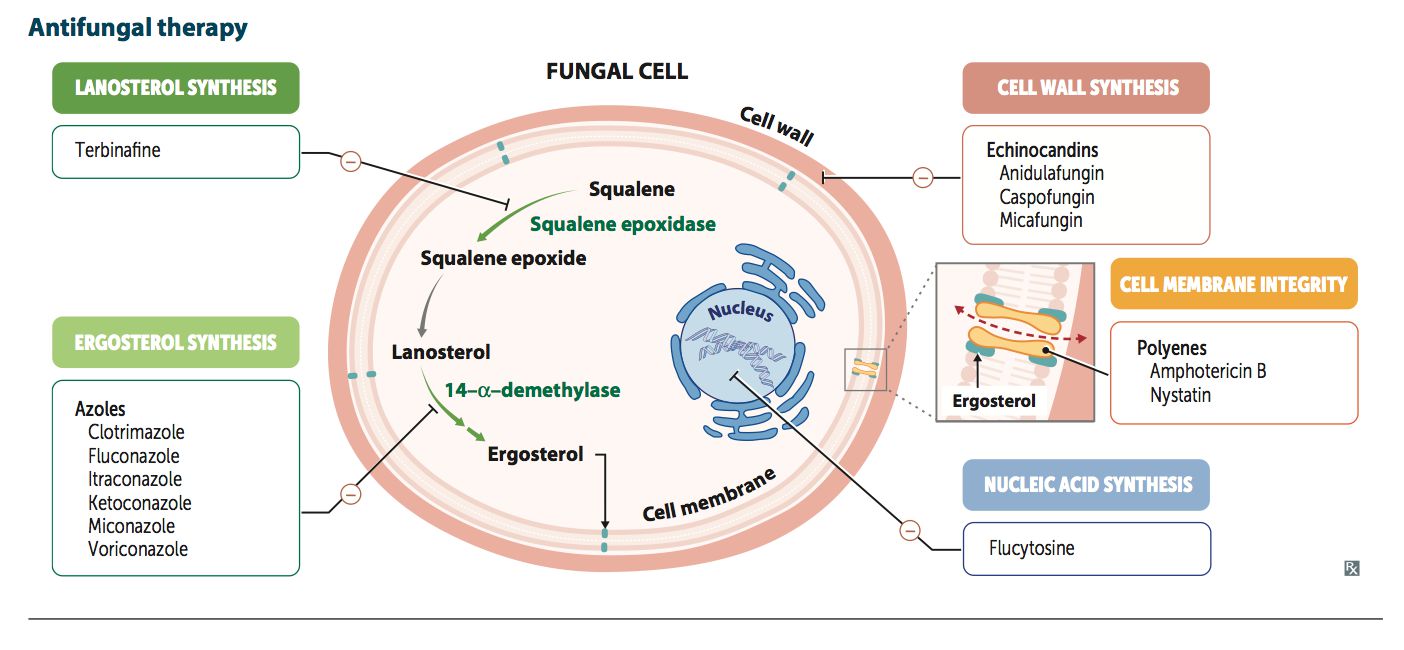 Antifungal therapy
LANOSTEROL SYNTHESIS
Terbinafine
ERGOSTEROL SYNTHESIS
Azoles
Clotrimazole
Fluconazole
Itraconazole
Ketoconazole
Miconazole
Voriconazole
FUNGAL CELL
Cell wall
Squalene
Squalene epoxidase
Squalene epoxide
Lanosterol
14–α–demethylase
Ergosterol
Nucleus
Cell membrane
CELL WALL SYNTHESIS
Echinocandins
Anidulafungin
Caspofungin
Micafungin
CELL MEMBRANE INTEGRITY
Polyenes
Amphotericin B
Nystatin
Ergosterol
NUCLEIC ACID SYNTHESIS
Flucytosine
℞